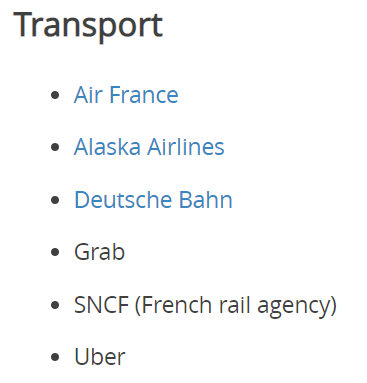 Transport
Air France
Alaska Airlines
Deutsche Bahn
Grab
SNCF (French rail agency)
Uber